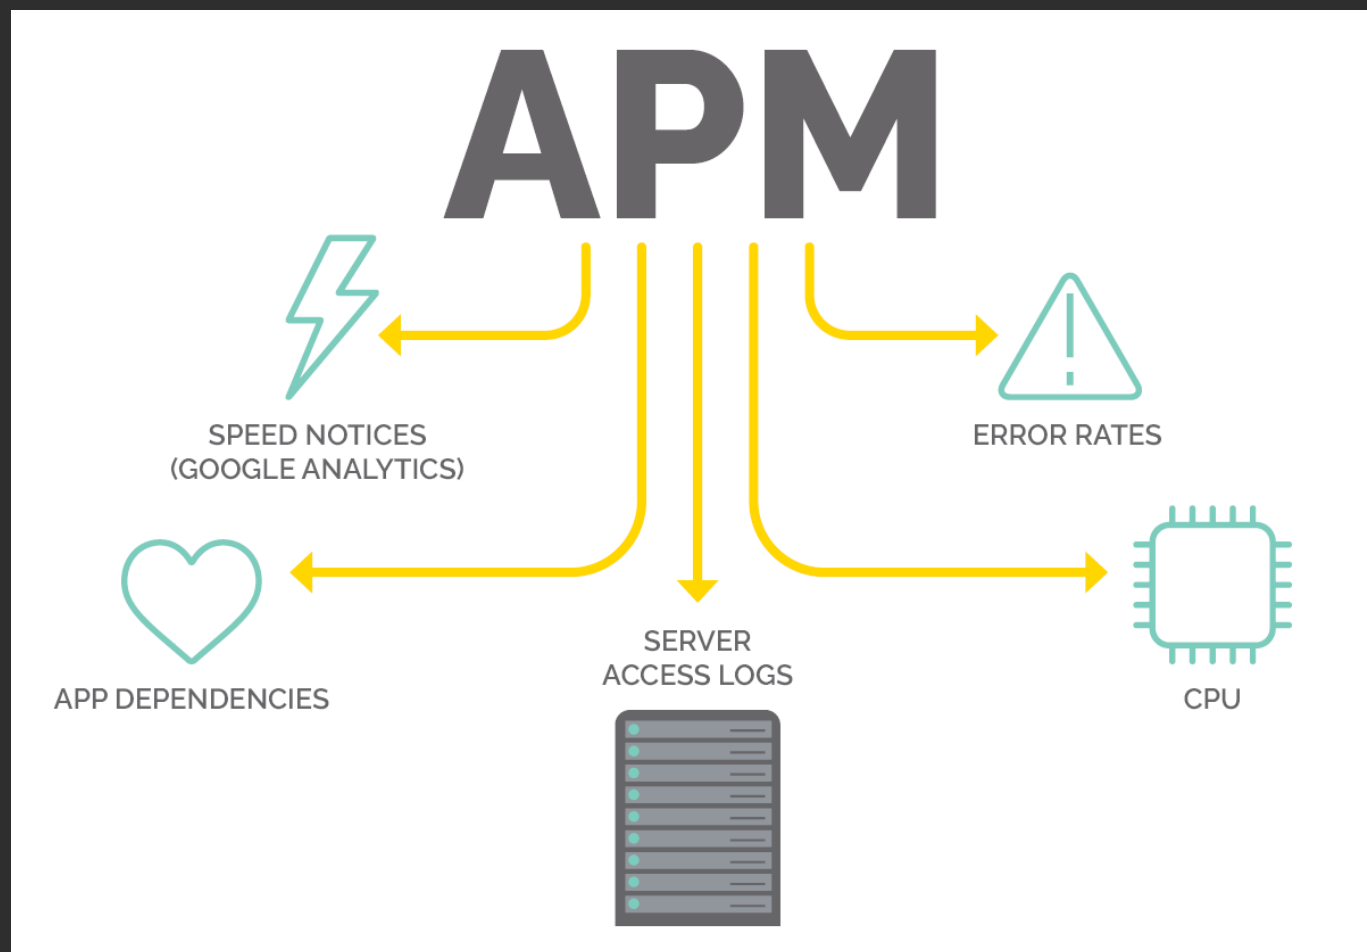 APM
SPEED NOTICES
(GOOGLE ANALYTICS)
ERROR RATES
APP DEPENDENCIES
SERVER
ACCESS LOGS
CPU